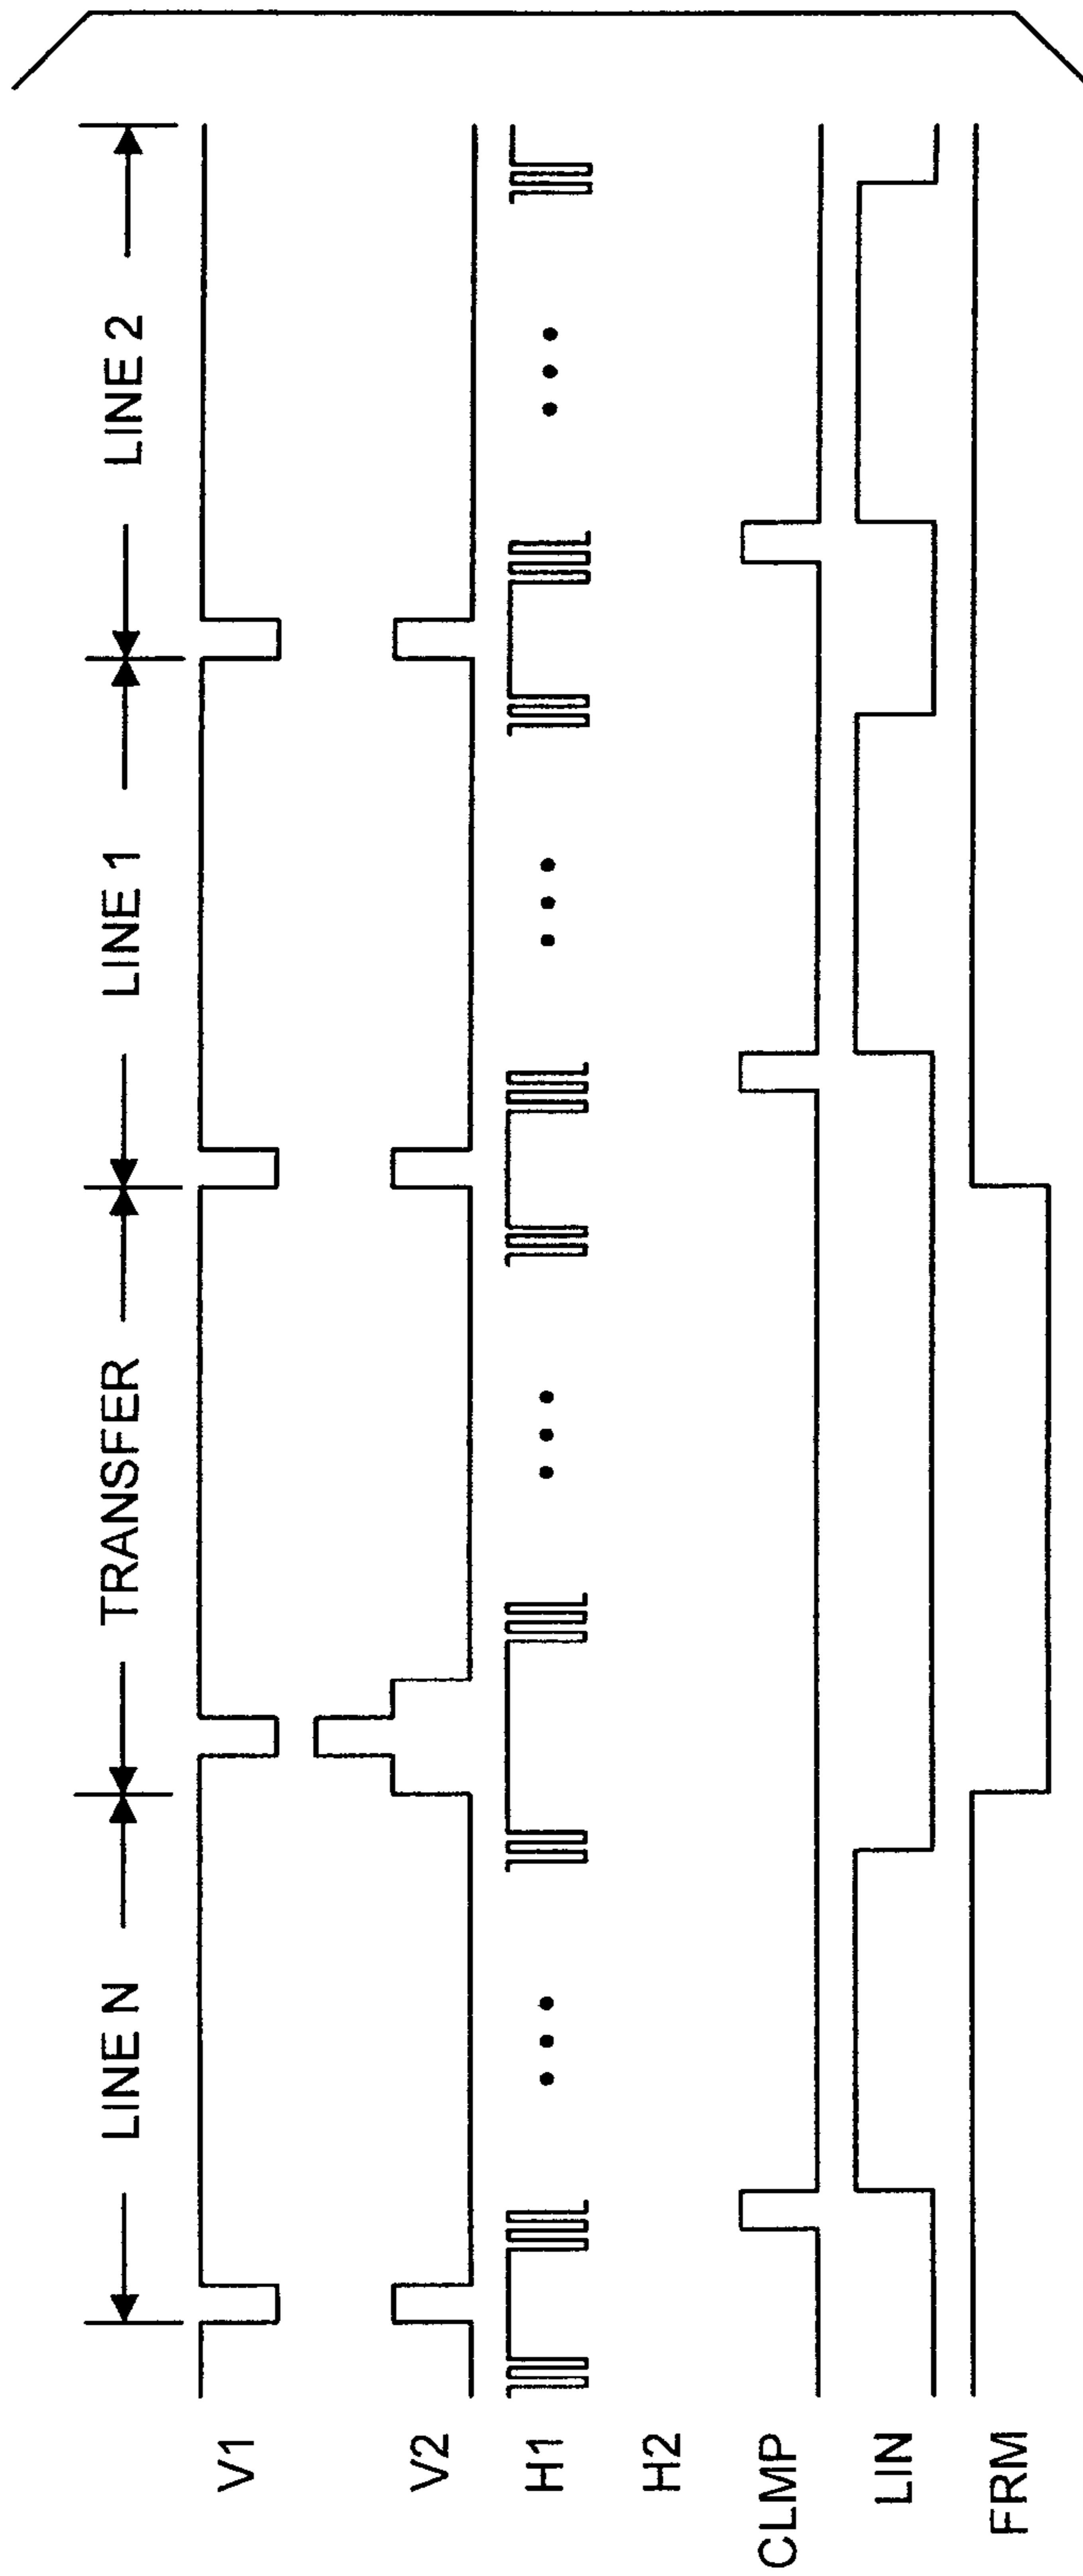 LINE N
TRANSFER
LINE 1
LINE 2
V1
V2
H1
H2
CLMP
LIN
FRM